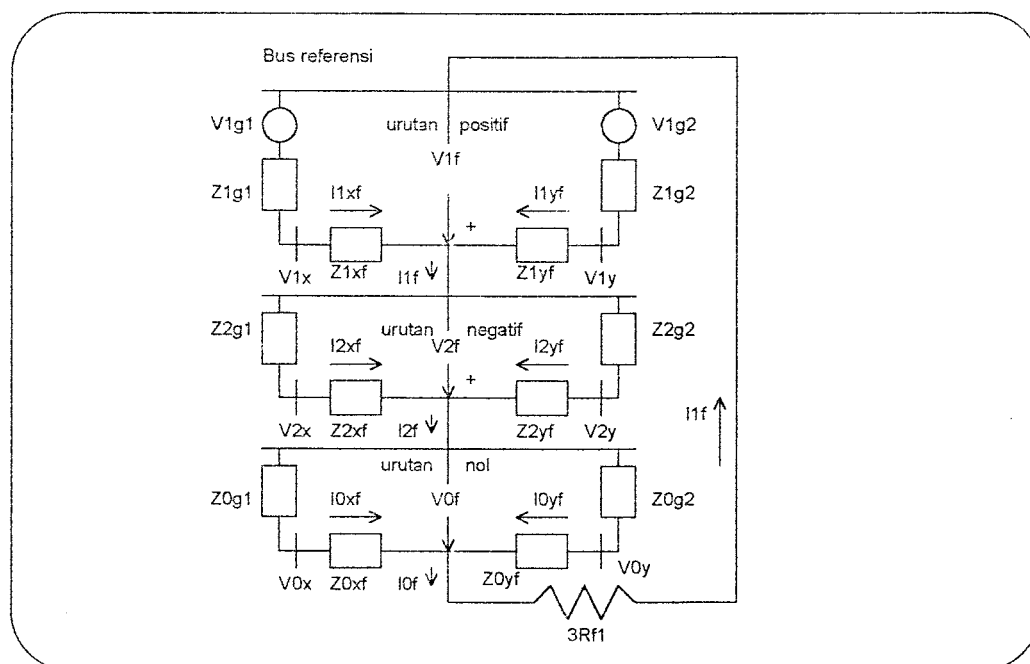 Bus referensi
V1g1 urutan positif V1g2
V1f
Z1g1 I1xf I1yf Z1g2
+
V1x Z1xf I1f Z1yf V1y
Z2g1 urutan negatif Z2g2
I2xf V2f I2yf
+
I1f
V2x Z2xf I2f Z2yf V2y
urutan nol
Z0g1 I0xf V0f I0yf Z0g2
V0x Z0xf I0f Z0yf V0y
3Rf1